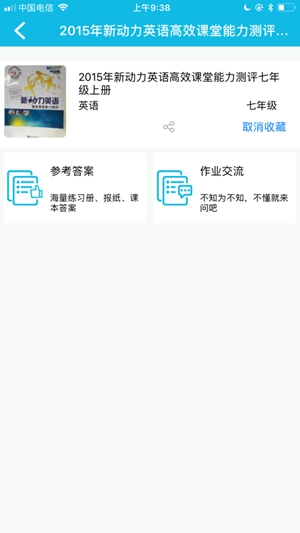 中国电信
上午9:38
2015年新动力英语高效课堂能力测评...
2015年新动力英语高效课堂能力测评七年
级上册
新动力英语
英语
七年级
取消收藏
参考答案
海量练习册、报纸、课
本答案
作业交流
不知为不知，不懂就来
问吧